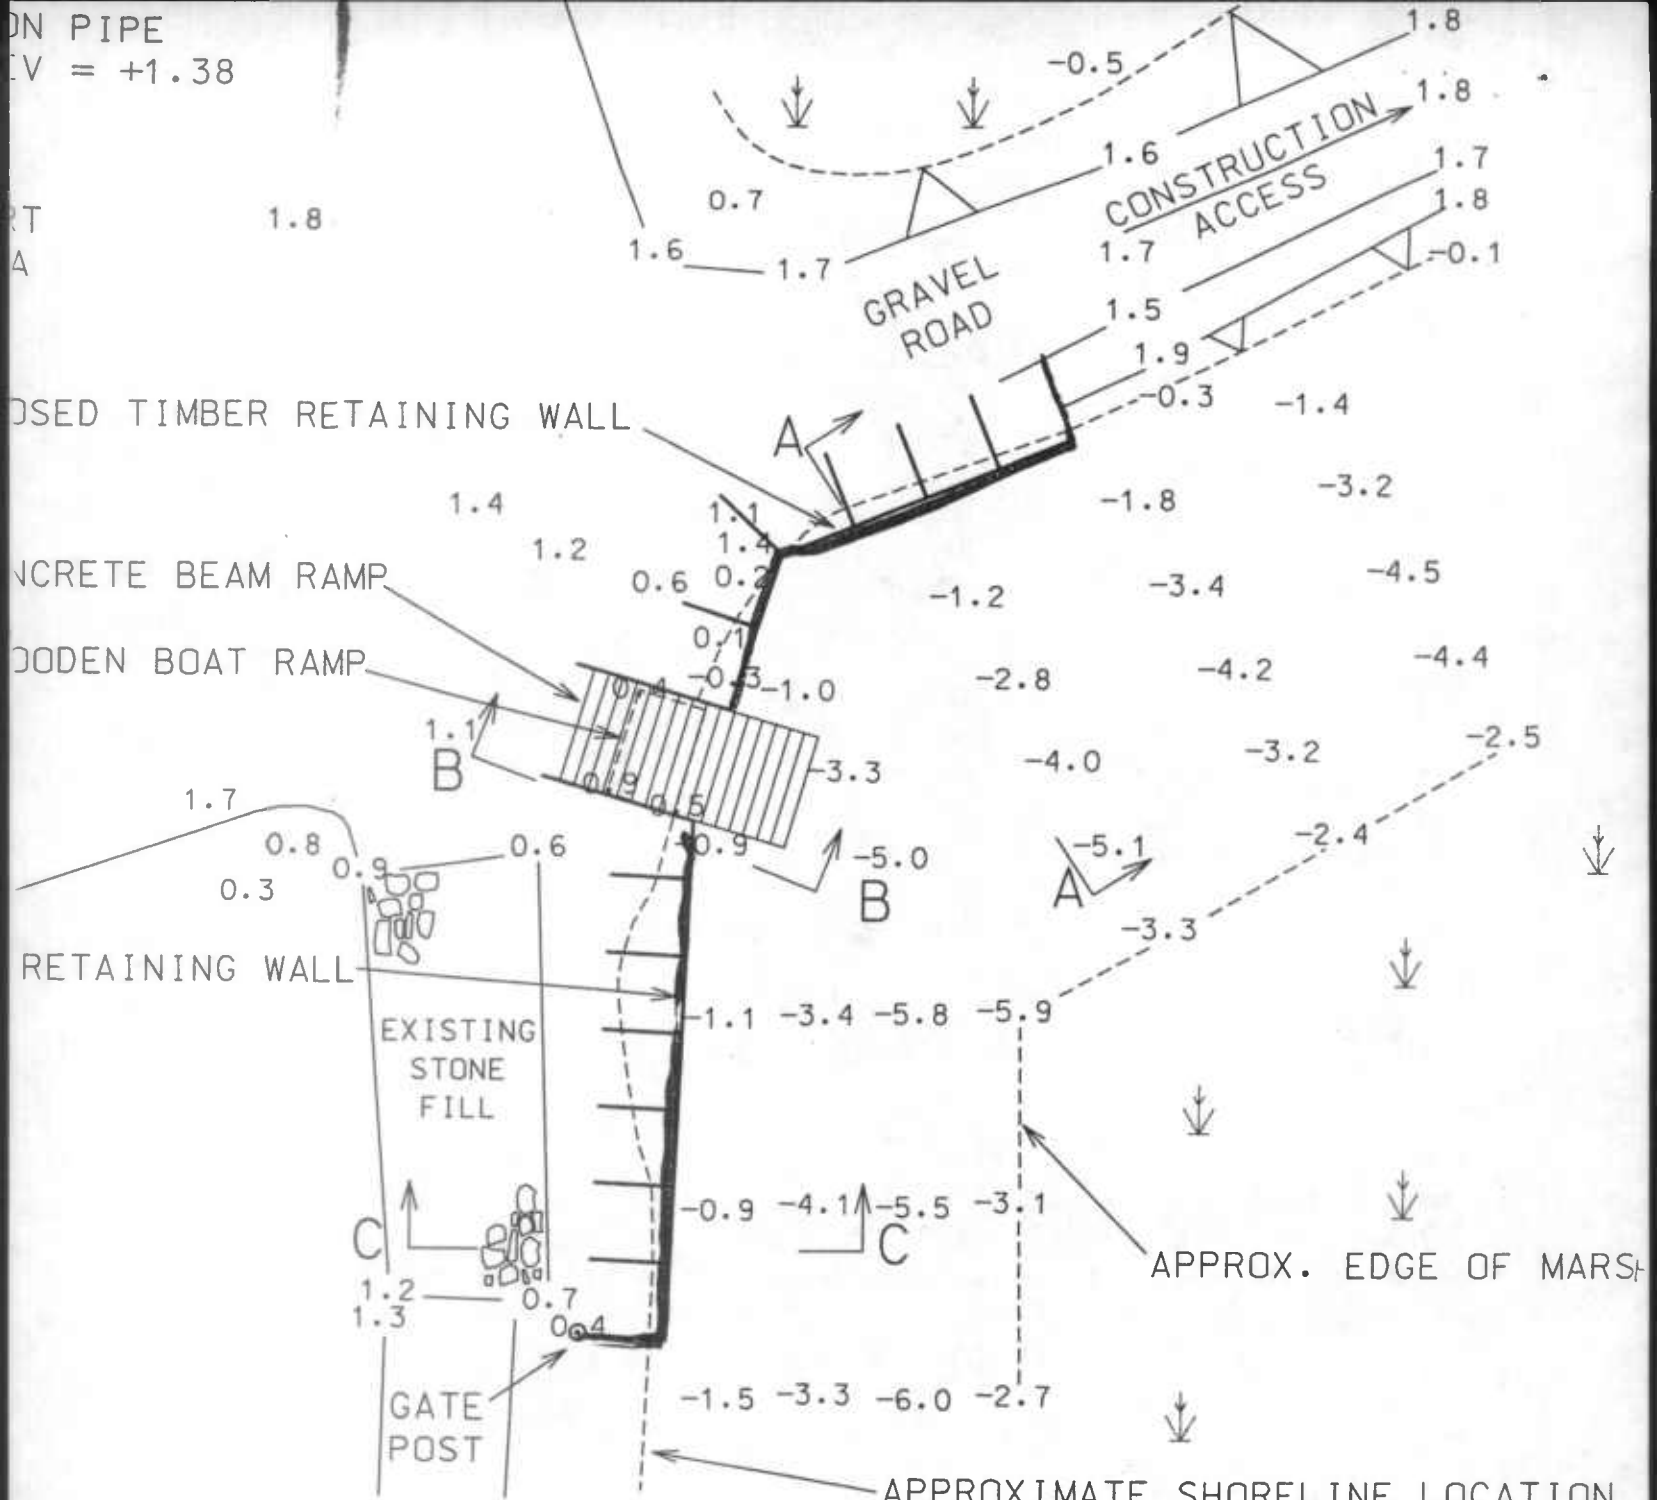 ON PIPE
EV = +1.38
RT
A
1.8
-0.5
1.8
1.8
1.6
CONSTRUCTION
ACCESS
1.7
1.8
-0.1
0.7
1.6
1.7
1.7
GRAVEL
ROAD
1.5
1.9
-0.3
-1.4
OSED TIMBER RETAINING WALL
A
1.4
1.1
-1.8
-3.2
1.2
1.4
NCRETE BEAM RAMP
0.6
0.2
-1.2
-3.4
-4.5
0.1
OODEN BOAT RAMP
0.4
-0.3
-1.0
-2.8
-4.2
-4.4
1.1
B
-3.3
-4.0
-3.2
-2.5
0.9
0.5
1.7
0.8
0.9
0.6
-0.9
-5.0
-5.1
-2.4
0.3
B
A
-3.3
RETAINING WALL
-1.1 -3.4 -5.8 -5.9
EXISTING
STONE
FILL
-0.9 -4.1 -5.5 -3.1
C
C
APPROX. EDGE OF MARSH
1.2
0.7
1.3
0.4
-1.5 -3.3 -6.0 -2.7
GATE
POST
APPROXIMATE SHORELINE LOCATION